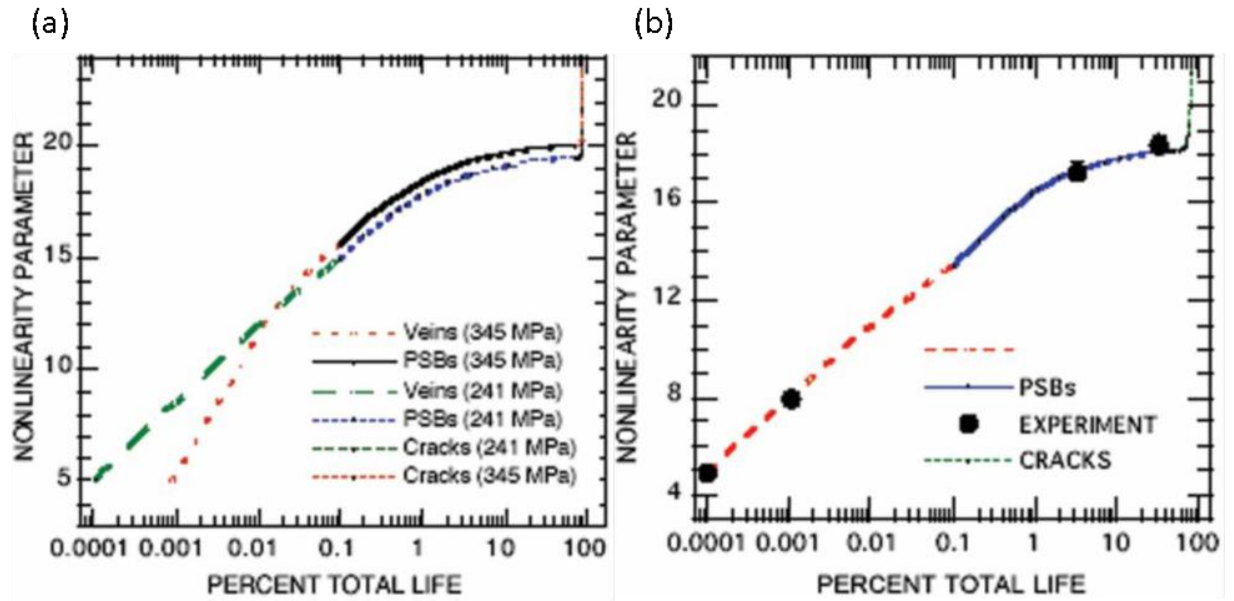 (a)
(b)
NONLINEARITY PARAMETER
20
15
10
5
Veins (345 MPa)
PSBs (345 MPa)
Veins (241 MPa)
PSBs (241 MPa)
Cracks (241 MPa)
Cracks (345 MPa)
0.0001 0.001 0.01 0.1 1 10 100
PERCENT TOTAL LIFE
NONLINEARITY PARAMETER
20
16
12
8
4
PSBs
EXPERIMENT
CRACKS
0.0001 0.001 0.01 0.1 1 10 100
PERCENT TOTAL LIFE